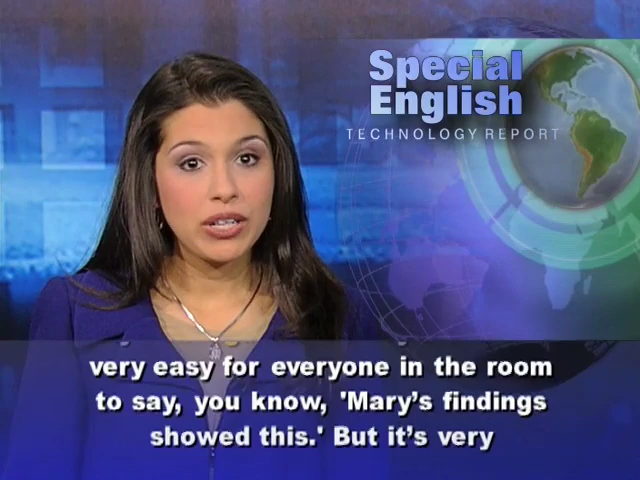 Special
English
TECHNOLOGY REPORT
very easy for everyone in the room
to say, you know, 'Mary’s findings
showed this.' But it’s very